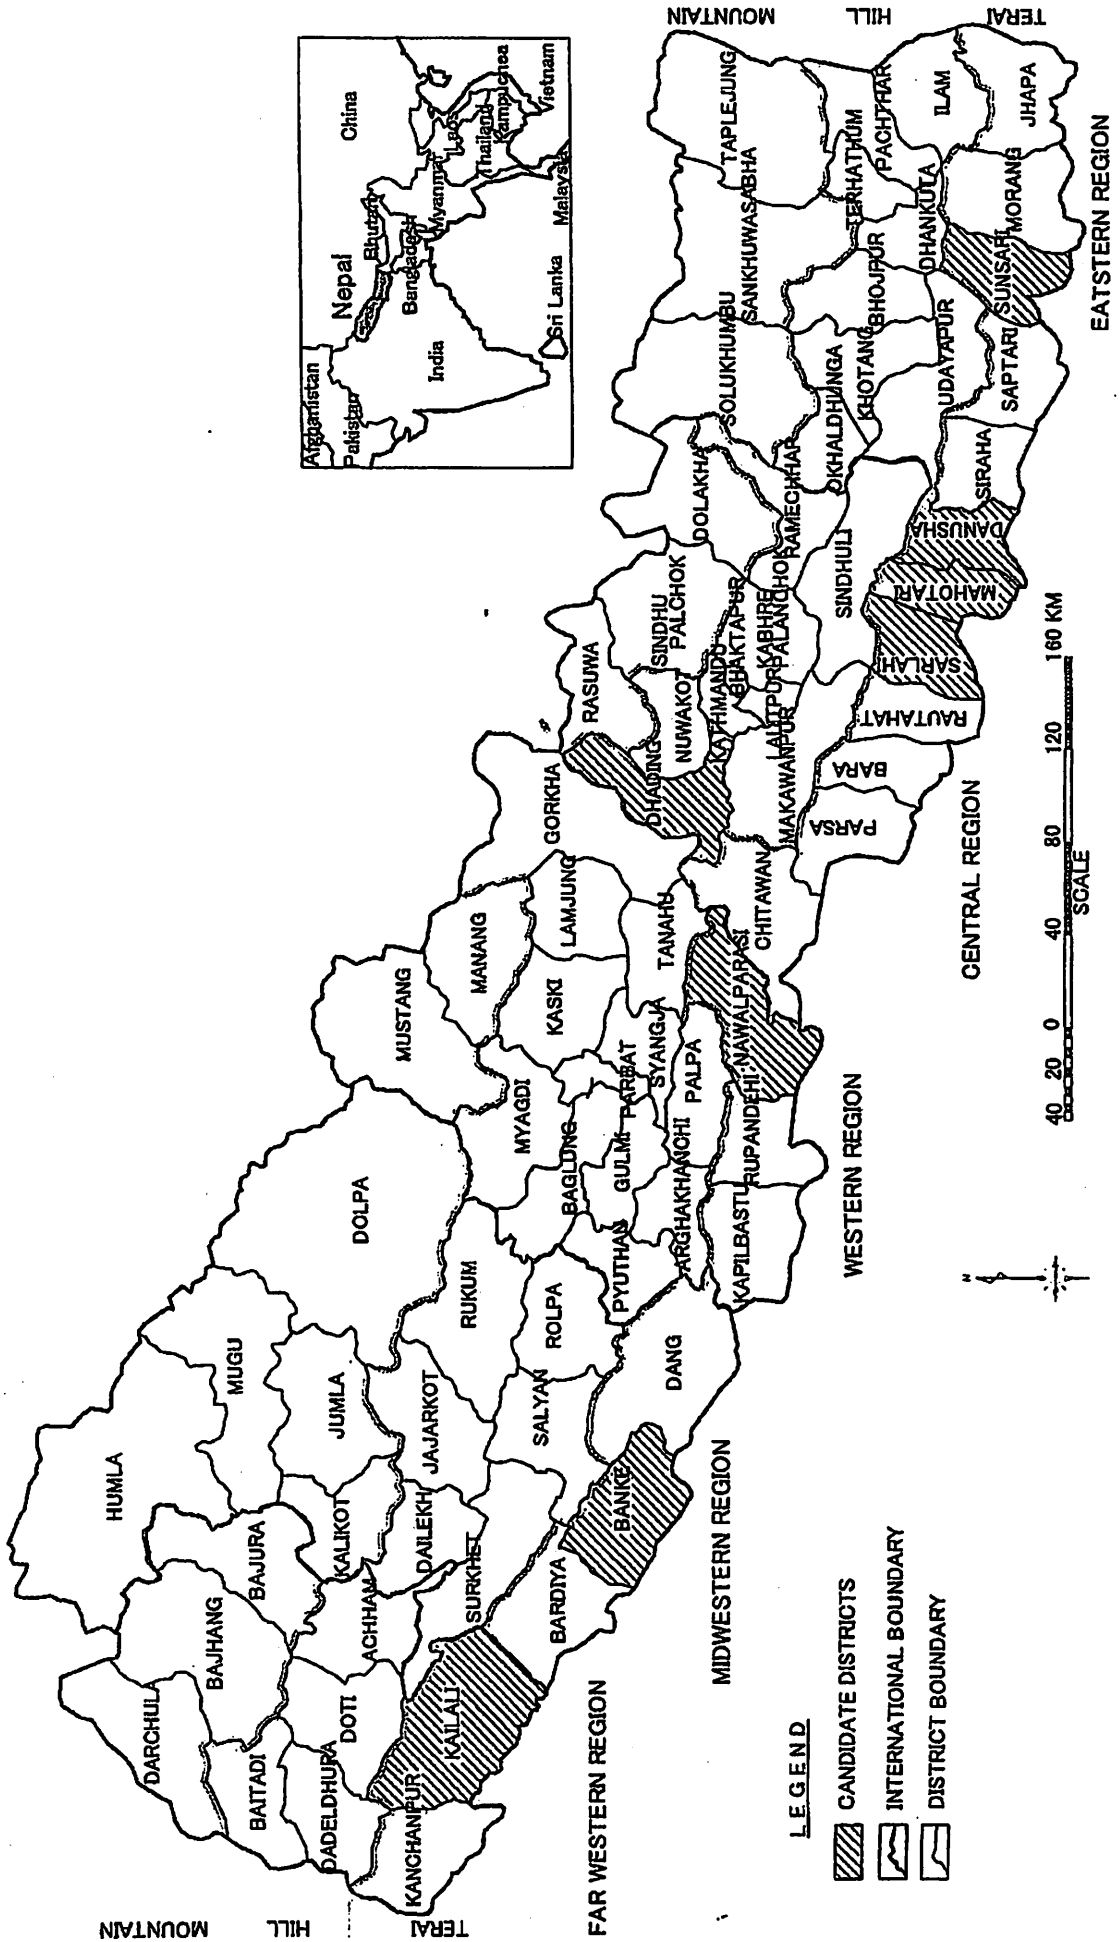 MOUNTAIN
HILL
TERAI
DARCHUL
BAJHANG
HUMLA
BAITADI
BAJURA
MUGU
DADELDHURA
DOTI
ACHHAM
KALIKOT
JUMLA
DOLPA
KANCHANPUR
KAILALI
SURKHET
DAILEKH
JAJARKOT
RUKUM
BARDIYA
BANKE
SALYAN
ROLPA
DANG
PYUTHAN
MUSTANG
MANANG
MYAGDI
KASKI
LAMJUNG
GORKHA
BAGLUNG
PARBAT
GULMI
SYANGJA
TANAHU
ARGHAKHANCHI
PALPA
KAPILBASTU
RUPANDEHI
NAWALPARASI
CHITAWAN
RASUWA
DHADING
NUWAKOT
SINDHU
PALCHOK
KATHMANDU
BHAKTAPUR
KABHRE
PALANCHOK
LALITPUR
MAKAWANPUR
DOLAKHA
RAMECHHAP
SINDHULI
PARSA
BARA
RAUTAHAT
SARLAHI
MAHOTARI
DANUSHA
SOLUKHUMBU
SANKHUWASABHA
TAPLEJUNG
OKHALDHUNGA
KHOTANG
BHOJPUR
TERHATHUM
PACHTHAR
DHANKUTA
ILAM
UDAYAPUR
SIRAHA
SAPTARI
SUNSARI
MORANG
JHAPA
MOUNTAIN
HILL
TERAI
FAR WESTERN REGION
MIDWESTERN REGION
WESTERN REGION
CENTRAL REGION
EATSTERN REGION
Afghanistan
Pakistan
Nepal
China
Bhutan
India
Bangladesh
Myanmar
Laos
Thailand
Kampuchea
Vietnam
Sri Lanka
Malaysia
LEGEND
CANDIDATE DISTRICTS
INTERNATIONAL BOUNDARY
DISTRICT BOUNDARY
N
40 20 0 40 80 120 160 KM
SCALE